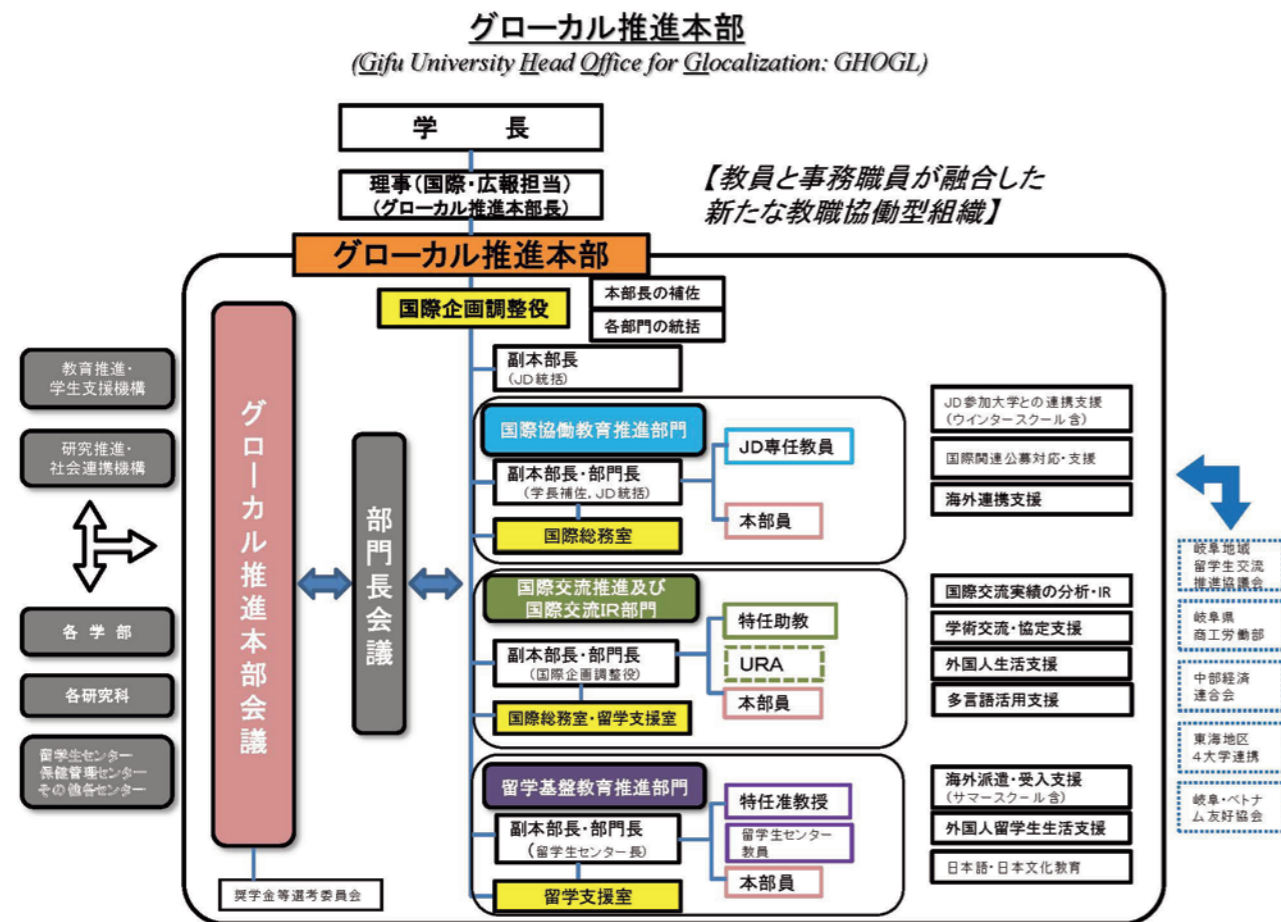 グローカル推進本部
(Gifu University Head Office for Glocalization: GHOGL)
学　　長
理事(国際・広報担当)
(グローカル推進本部長)
【教員と事務職員が融合した
新たな教職協働型組織】
グローカル推進本部
国際企画調整役
本部長の補佐
各部門の統括
教育推進・
学生支援機構
研究推進・
社会連携機構
各 学 部
各研究科
留学生センター
保健管理センター
その他各センター
グローカル推進本部会議
奨学金等選考委員会
部門長会議
副本部長
(JD統括)
国際協働教育推進部門
副本部長・部門長
(学長補佐,JD統括)
国際総務室
JD専任教員
本部員
JD参加大学との連携支援
(ウインタースクール含)
国際関連公募対応・支援
海外連携支援
国際交流推進及び
国際交流IR部門
副本部長・部門長
(国際企画調整役)
国際総務室・留学支援室
特任助教
URA
本部員
国際交流実績の分析・IR
学術交流・協定支援
外国人生活支援
多言語活用支援
留学基盤教育推進部門
副本部長・部門長
(留学生センター長)
留学支援室
特任准教授
留学生センター
教員
本部員
海外派遣・受入支援
(サマースクール含)
外国人留学生生活支援
日本語・日本文化教育
岐阜地域
留学生交流
推進協議会
岐阜県
商工労働部
中部経済
連合会
東海地区
4大学連携
岐阜・ベトナ
ム友好協会